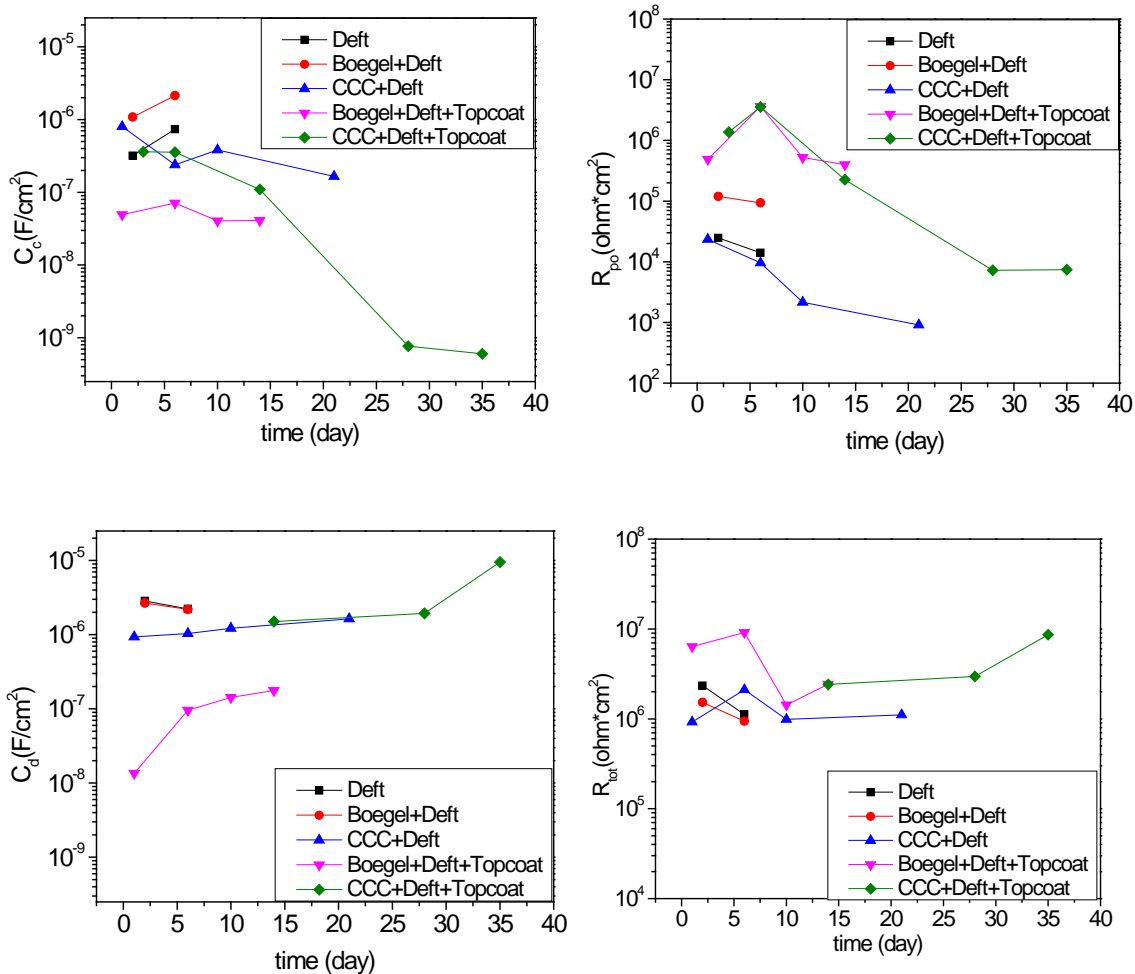 C_c(F/cm²)
10⁻⁵
10⁻⁶
10⁻⁷
10⁻⁸
10⁻⁹
Deft
Boegel+Deft
CCC+Deft
Boegel+Deft+Topcoat
CCC+Deft+Topcoat
0 5 10 15 20 25 30 35 40
time (day)
R_po(ohm*cm²)
10⁸
10⁷
10⁶
10⁵
10⁴
10³
10²
Deft
Boegel+Deft
CCC+Deft
Boegel+Deft+Topcoat
CCC+Deft+Topcoat
0 5 10 15 20 25 30 35 40
time (day)
C_d(F/cm²)
10⁻⁵
10⁻⁶
10⁻⁷
10⁻⁸
10⁻⁹
Deft
Boegel+Deft
CCC+Deft
Boegel+Deft+Topcoat
CCC+Deft+Topcoat
0 5 10 15 20 25 30 35 40
time (day)
R_tot(ohm*cm²)
10⁸
10⁷
10⁶
10⁵
10⁴
Deft
Boegel+Deft
CCC+Deft
Boegel+Deft+Topcoat
CCC+Deft+Topcoat
0 5 10 15 20 25 30 35 40
time (day)